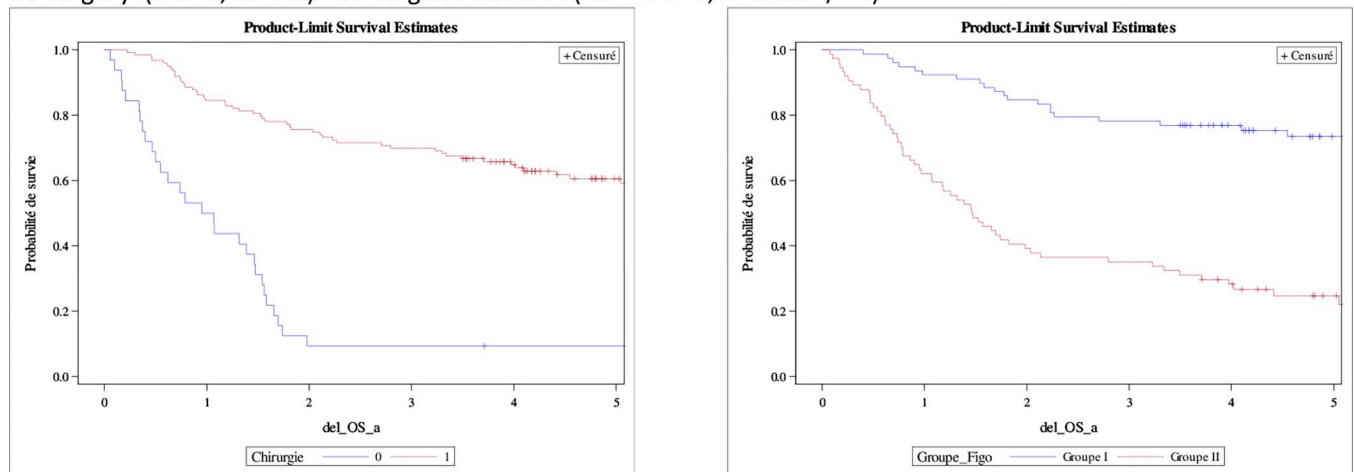 Product-Limit Survival Estimates
+ Censuré
Probabilité de survie
1.0
0.8
0.6
0.4
0.2
0.0
0 1 2 3 4 5
del_OS_a
Chirurgie 0 1
Product-Limit Survival Estimates
+ Censuré
Probabilité de survie
1.0
0.8
0.6
0.4
0.2
0.0
0 1 2 3 4 5
del_OS_a
Groupe_Figo Groupe I Groupe II